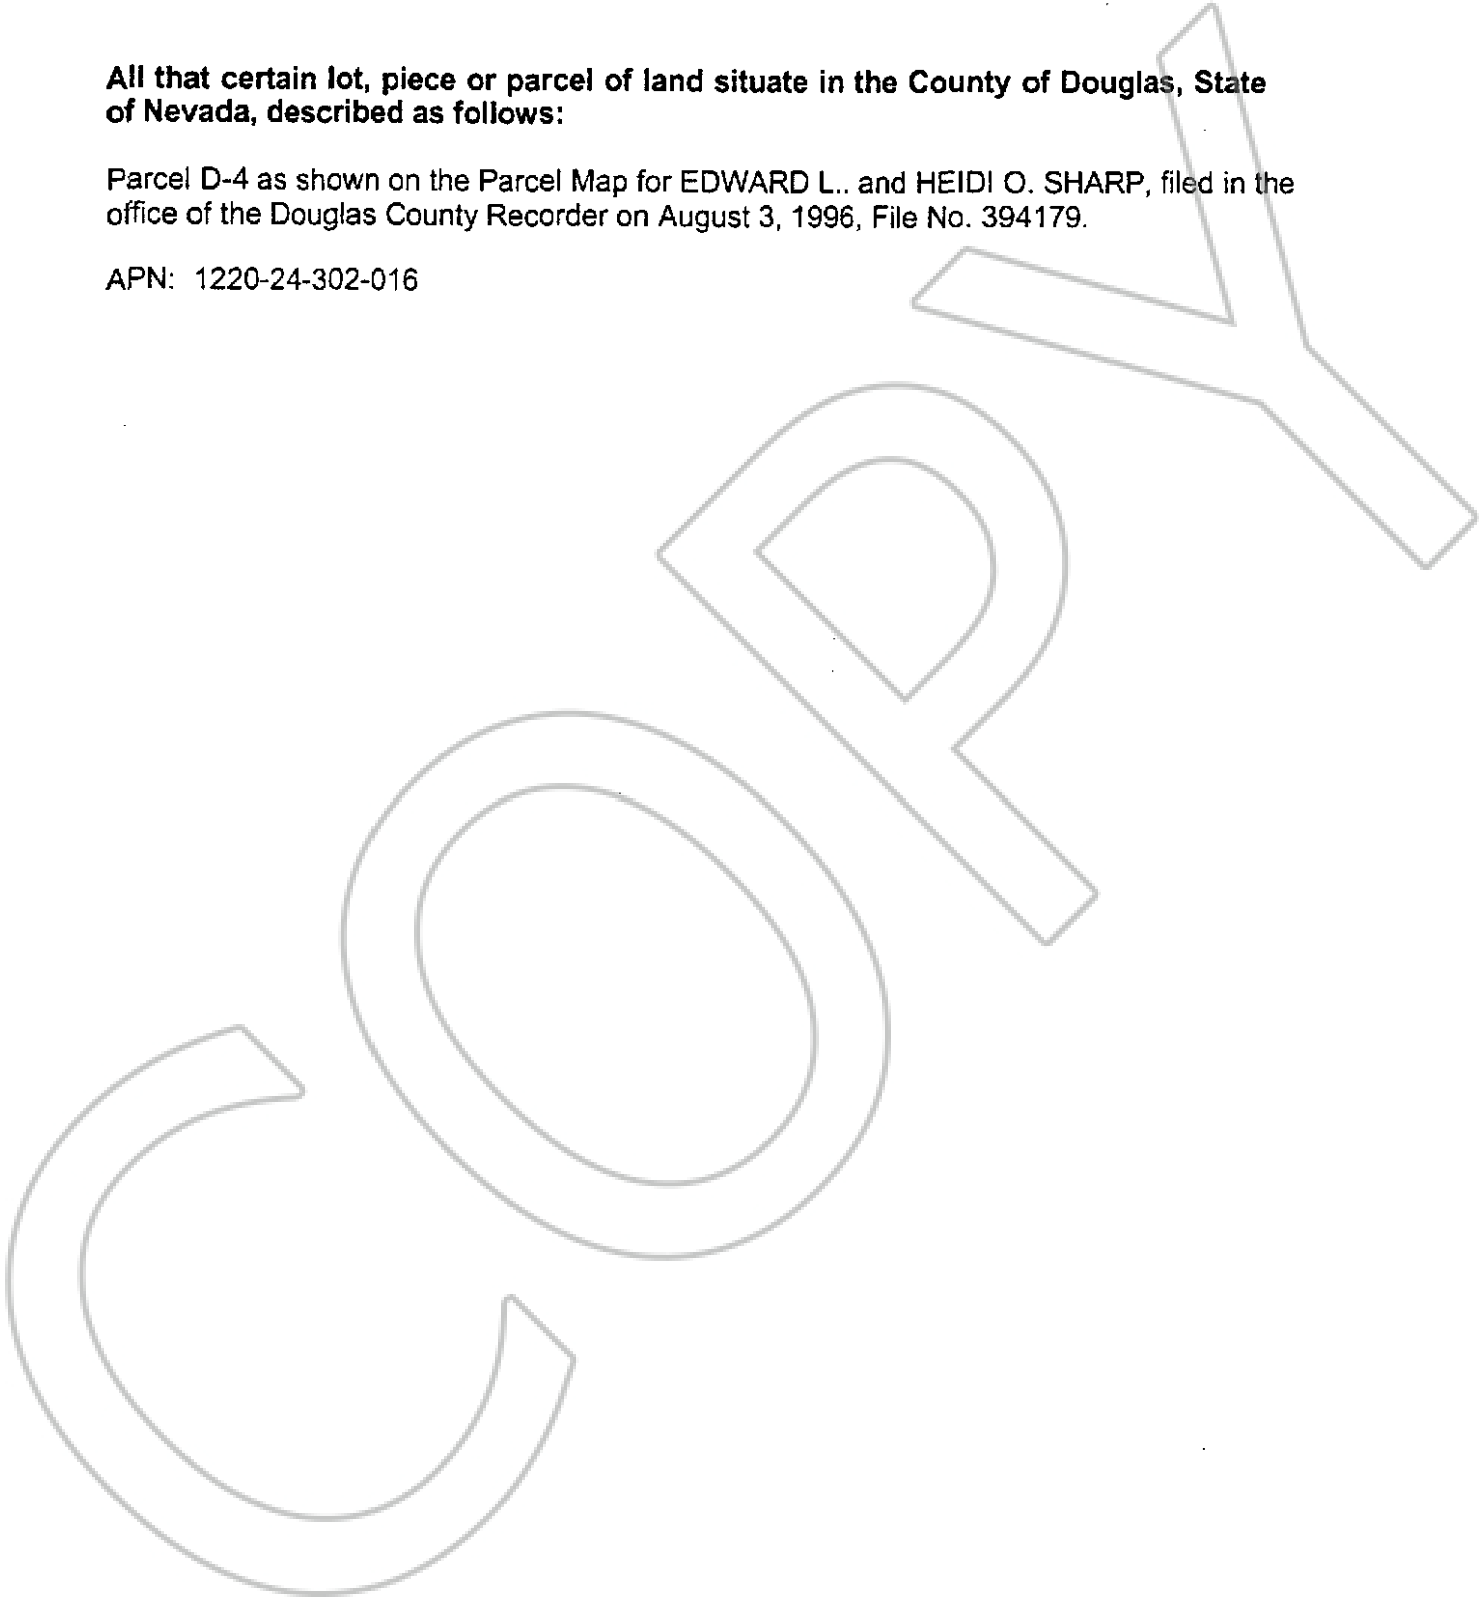 All that certain lot, piece or parcel of land situate in the County of Douglas, State
of Nevada, described as follows:
Parcel D-4 as shown on the Parcel Map for EDWARD L.. and HEIDI O. SHARP, filed in the
office of the Douglas County Recorder on August 3, 1996, File No. 394179.
APN: 1220-24-302-016
COPY